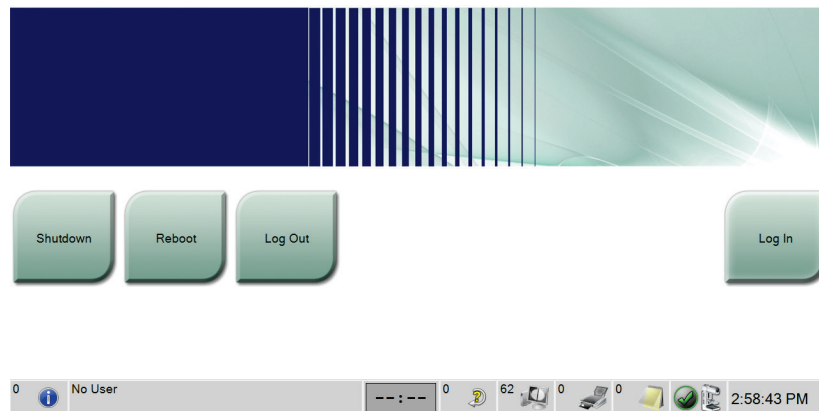 Shutdown
Reboot
Log Out
Log In
0
No User
--:--
0
62
0
0
2:58:43 PM